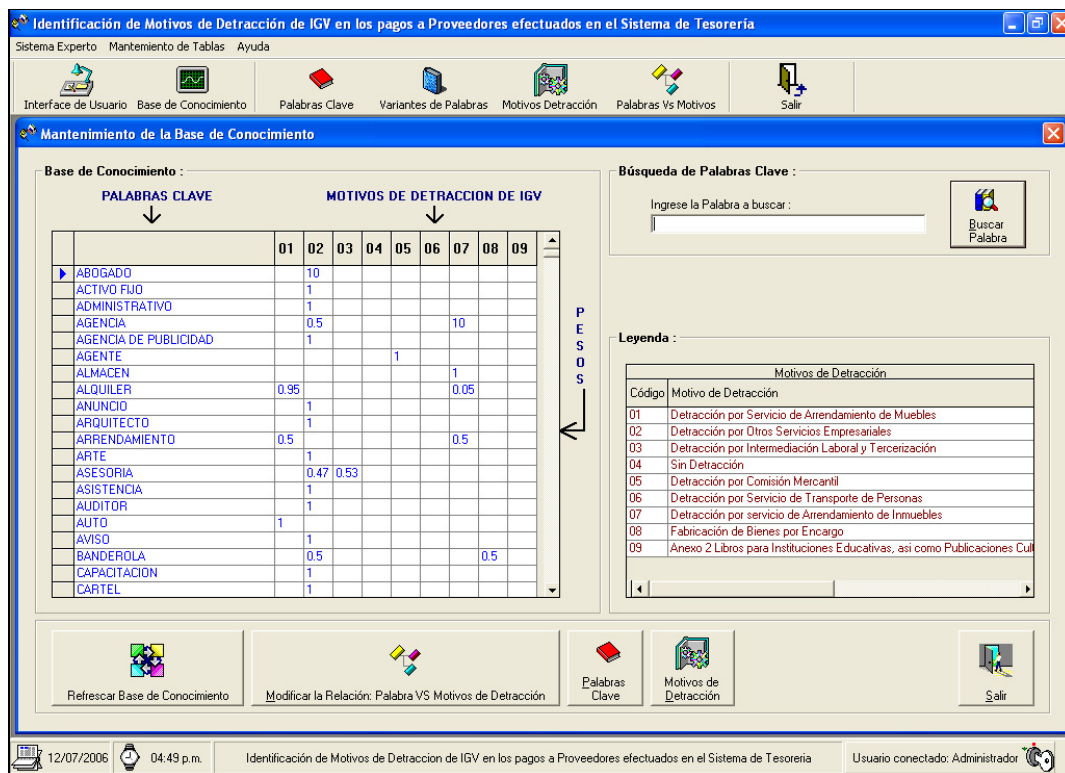 Identificación de Motivos de Detracción de IGV en los pagos a Proveedores efectuados en el Sistema de Tesorería
Sistema Experto Mantemiento de Tablas Ayuda
Interface de Usuario Base de Conocimiento Palabras Clave Variantes de Palabras Motivos Detracción Palabras Vs Motivos Salir
Mantenimiento de la Base de Conocimiento
Base de Conocimiento :
PALABRAS CLAVE MOTIVOS DE DETRACCION DE IGV
01 02 03 04 05 06 07 08 09
ABOGADO 10
ACTIVO FIJO 1
ADMINISTRATIVO 1
AGENCIA 0.5 10
AGENCIA DE PUBLICIDAD 1
AGENTE 1
ALMACEN 1
ALQUILER 0.95 0.05
ANUNCIO 1
ARQUITECTO 1
ARRENDAMIENTO 0.5 0.5
ARTE 1
ASESORIA 0.47 0.53
ASISTENCIA 1
AUDITOR 1
AUTO 1
AVISO 1
BANDEROLA 0.5 0.5
CAPACITACION 1
CARTEL 1
PESOS
Búsqueda de Palabras Clave :
Ingrese la Palabra a buscar :
Buscar
Palabra
Leyenda :
Motivos de Detracción
Código Motivo de Detracción
01 Detracción por Servicio de Arrendamiento de Muebles
02 Detracción por Otros Servicios Empresariales
03 Detracción por Intermediación Laboral y Tercerización
04 Sin Detracción
05 Detracción por Comisión Mercantil
06 Detracción por Servicio de Transporte de Personas
07 Detracción por servicio de Arrendamiento de Inmuebles
08 Fabricación de Bienes por Encargo
09 Anexo 2 Libros para Instituciones Educativas, asi como Publicaciones Cult
Refrescar Base de Conocimiento
Modificar la Relación: Palabra VS Motivos de Detracción
Palabras
Clave
Motivos de
Detracción
Salir
12/07/2006 04:49 p.m. Identificación de Motivos de Detraccion de IGV en los pagos a Proveedores efectuados en el Sistema de Tesoreria Usuario conectado: Administrador